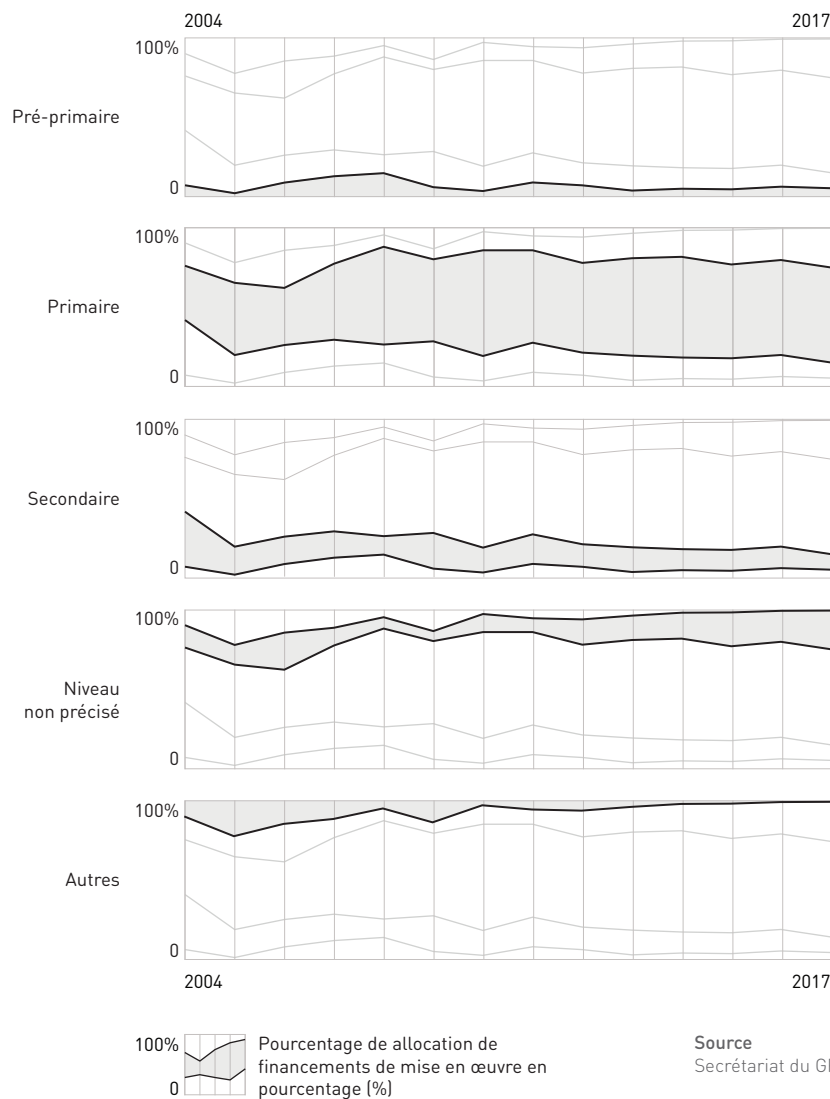 2004 2017
100%
Pré-primaire
0
100%
Primaire
0
100%
Secondaire
0
100%
Niveau
non précisé
0
100%
Autres
0
2004 2017
100%
0
Pourcentage de allocation de
financements de mise en œuvre en
pourcentage (%)
Source
Secrétariat du